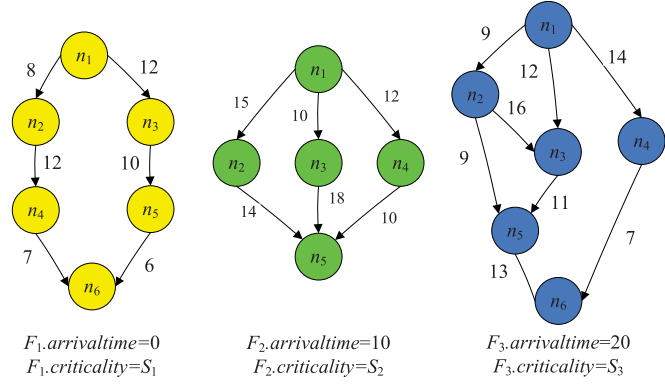 n1
8
12
n2
n3
12
10
n4
n5
7
6
n6
F1.arrivaltime=0
F1.criticality=S1
n1
15
10
12
n2
n3
n4
14
18
10
n5
F2.arrivaltime=10
F2.criticality=S2
n1
9
12
14
n2
16
n3
n4
9
11
n5
7
13
n6
F3.arrivaltime=20
F3.criticality=S3